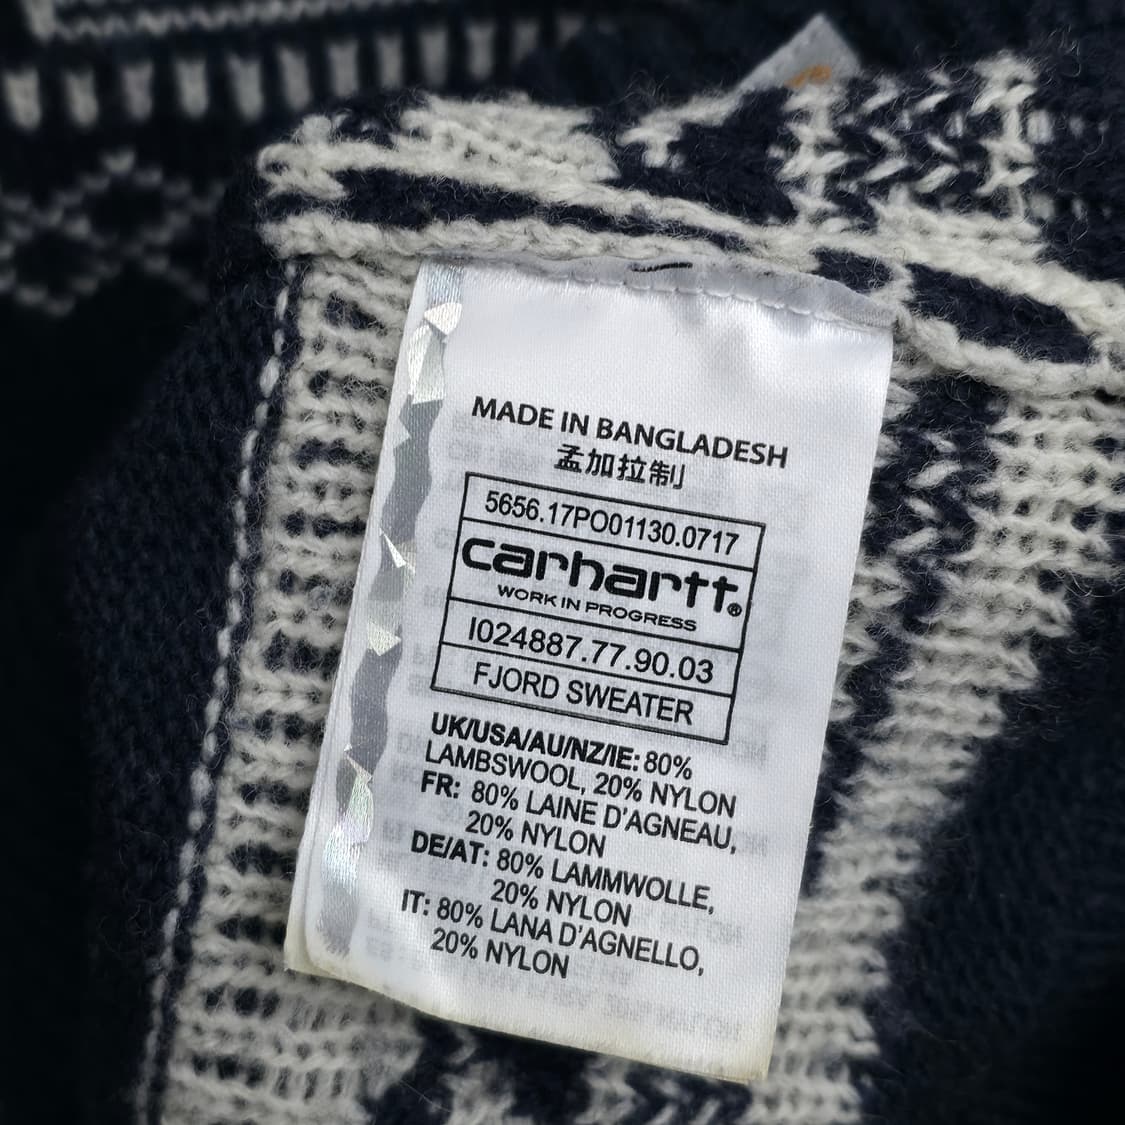 MADE IN BANGLADESH
孟加拉制
5656.17PO01130.0717
carhartt®
WORK IN PROGRESS
I024887.77.90.03
FJORD SWEATER
UK/USA/AU/NZ/IE: 80%
LAMBSWOOL, 20% NYLON
FR: 80% LAINE D'AGNEAU,
20% NYLON
DE/AT: 80% LAMMWOLLE,
20% NYLON
IT: 80% LANA D'AGNELLO,
20% NYLON